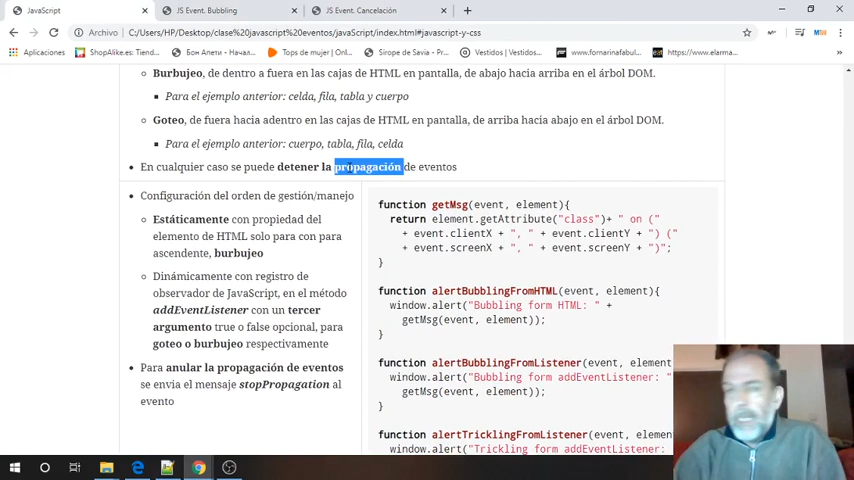 JavaScript
JS Event. Bubbling
JS Event. Cancelación
Archivo
C:/Users/HP/Desktop/clase%20javascript%20eventos/javaScript/index.html#javascript-y-css
Aplicaciones
ShopAlike.es: Tiend...
Бон Апети - Начал...
Tops de mujer | Mod...
Sirope de Savia - Pr...
Vestidos | Vestidos...
www.fornarinafabul...
https://www.elarma...
Burbujeo, de dentro a fuera en las cajas de HTML en pantalla, de abajo hacia arriba en el árbol DOM.
Para el ejemplo anterior: celda, fila, tabla y cuerpo
Goteo, de fuera hacia adentro en las cajas de HTML en pantalla, de arriba hacia abajo en el árbol DOM.
Para el ejemplo anterior: cuerpo, tabla, fila, celda
En cualquier caso se puede detener la propagación de eventos
Configuración del orden de gestión/manejo
Estáticamente con propiedad del
elemento de HTML solo para con para
ascendente, burbujeo
Dinámicamente con registro de
observador de JavaScript, en el método
addEventListener con un tercer
argumento true o false opcional, para
goteo o burbujeo respectivamente
Para anular la propagación de eventos
se envia el mensaje stopPropagation al
evento
function getMsg(event, element){
return element.getAttribute("class")+ " on ("
+ event.clientX + ", " + event.clientY + ") ("
+ event.screenX + ", " + event.screenY + ")";
}
function alertBubblingFromHTML(event, element){
window.alert("Bubbling form HTML: " +
getMsg(event, element));
}
function alertBubblingFromListener(event, elemen
window.alert("Bubbling form addEventListener: "
getMsg(event, element));
}
function alertTricklingFromListener(event, eleme
window.alert("Trickling form addEventListener: